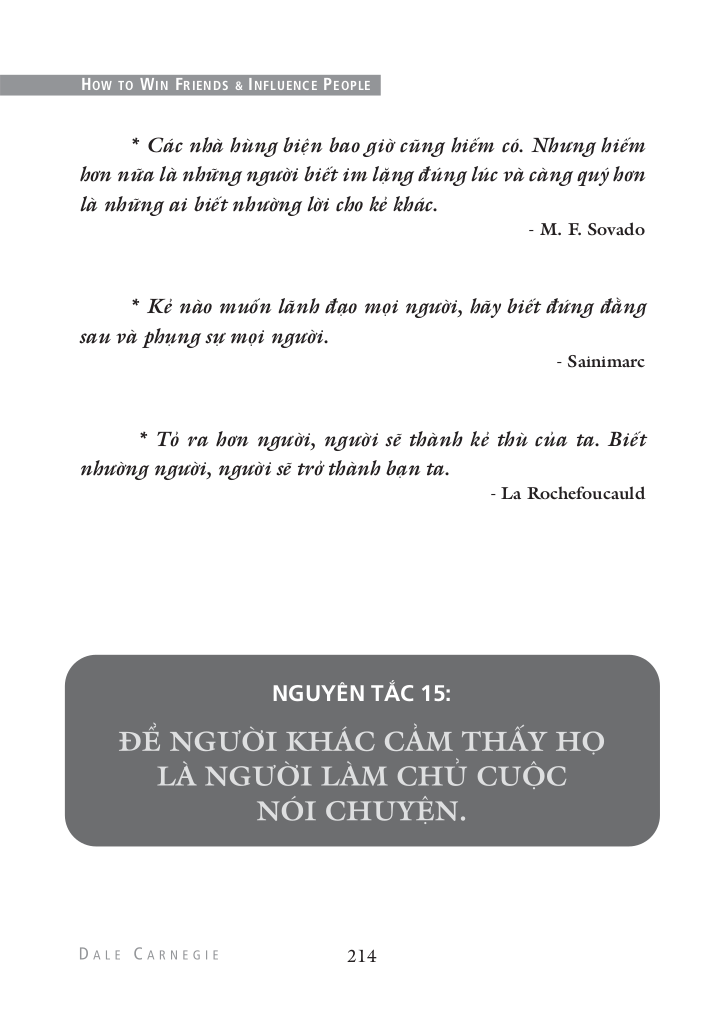 HOW TO WIN FRIENDS & INFLUENCE PEOPLE
* Các nhà hùng biện bao giờ cũng hiếm có. Nhưng hiếm
hơn nữa là những người biết im lặng đúng lúc và càng quý hơn
là những ai biết nhường lời cho kẻ khác.
- M. F. Sovado
* Kẻ nào muốn lãnh đạo mọi người, hãy biết đứng đằng
sau và phụng sự mọi người.
- Sainimarc
* Tỏ ra hơn người, người sẽ thành kẻ thù của ta. Biết
nhường người, người sẽ trở thành bạn ta.
- La Rochefoucauld
NGUYÊN TẮC 15:
ĐỂ NGƯỜI KHÁC CẢM THẤY HỌ
LÀ NGƯỜI LÀM CHỦ CUỘC
NÓI CHUYỆN.
DALE CARNEGIE
214